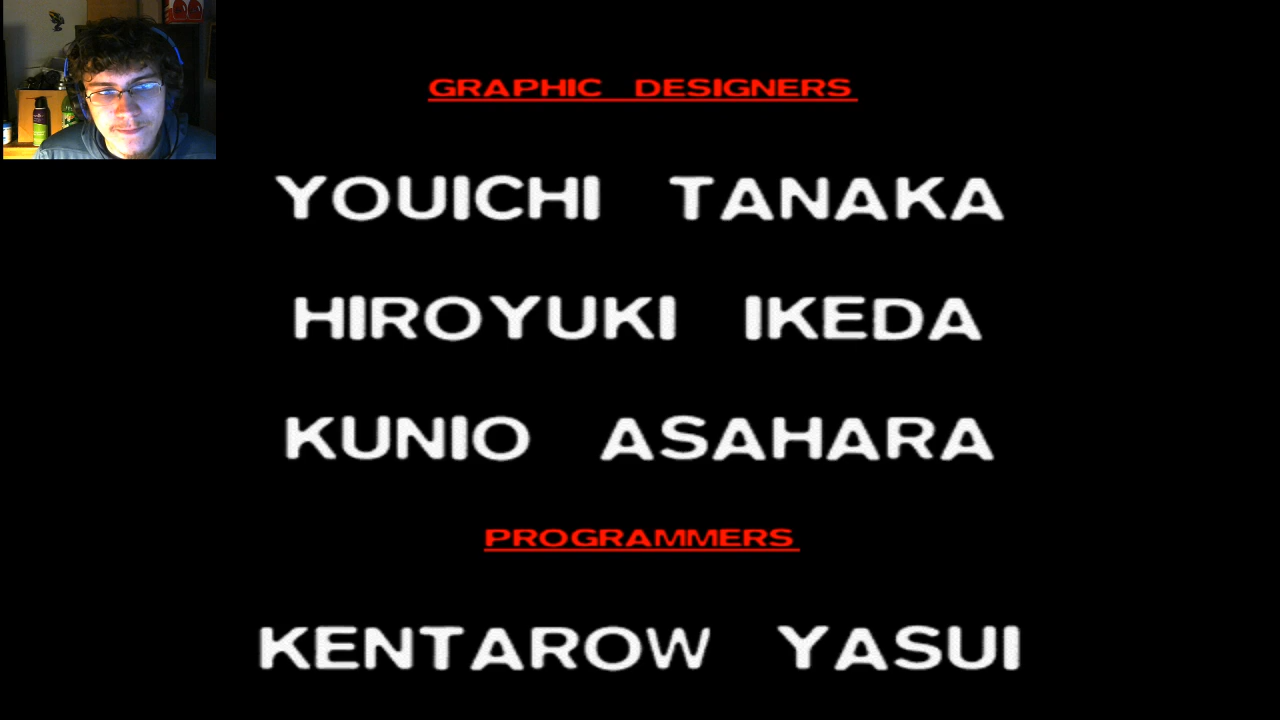 GRAPHIC DESIGNERS
YOUICHI TANAKA
HIROYUKI IKEDA
KUNIO ASAHARA
PROGRAMMERS
KENTAROW YASUI